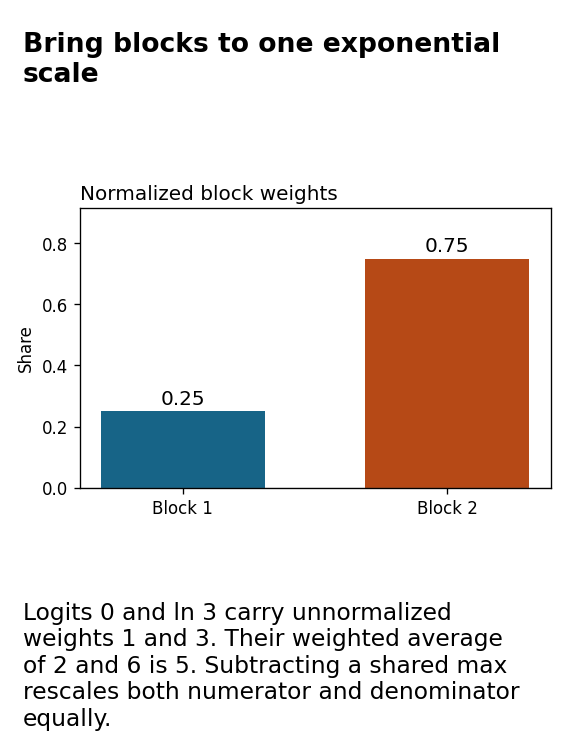 Bring blocks to one exponential
scale
Normalized block weights
0.8
0.6
0.4
0.2
0.0
Share
0.25
0.75
Block 1
Block 2
Logits 0 and ln 3 carry unnormalized
weights 1 and 3. Their weighted average
of 2 and 6 is 5. Subtracting a shared max
rescales both numerator and denominator
equally.